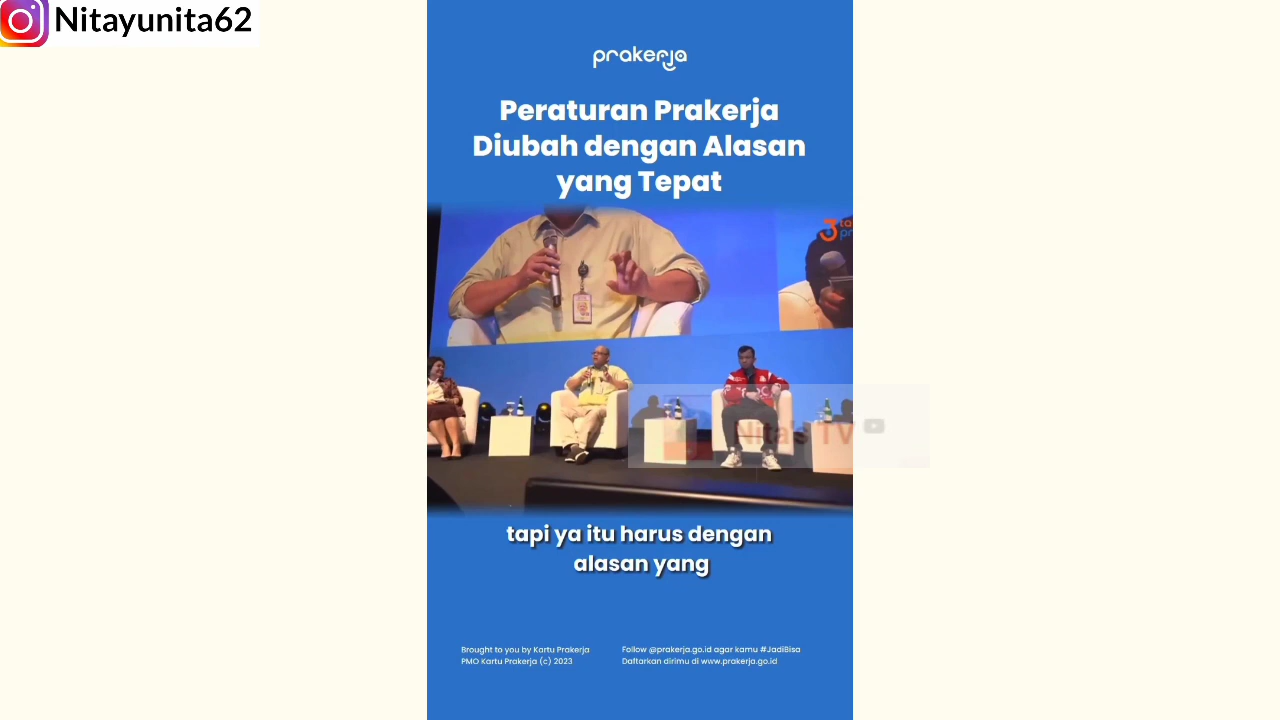 Nitayunita62
prakerja
Peraturan Prakerja
Diubah dengan Alasan
yang Tepat
Nita's TV
tapi ya itu harus dengan
alasan yang
Brought to you by Kartu Prakerja
PMO Kartu Prakerja (c) 2023
Follow @prakerja.go.id agar kamu #JadiBisa
Daftarkan dirimu di www.prakerja.go.id